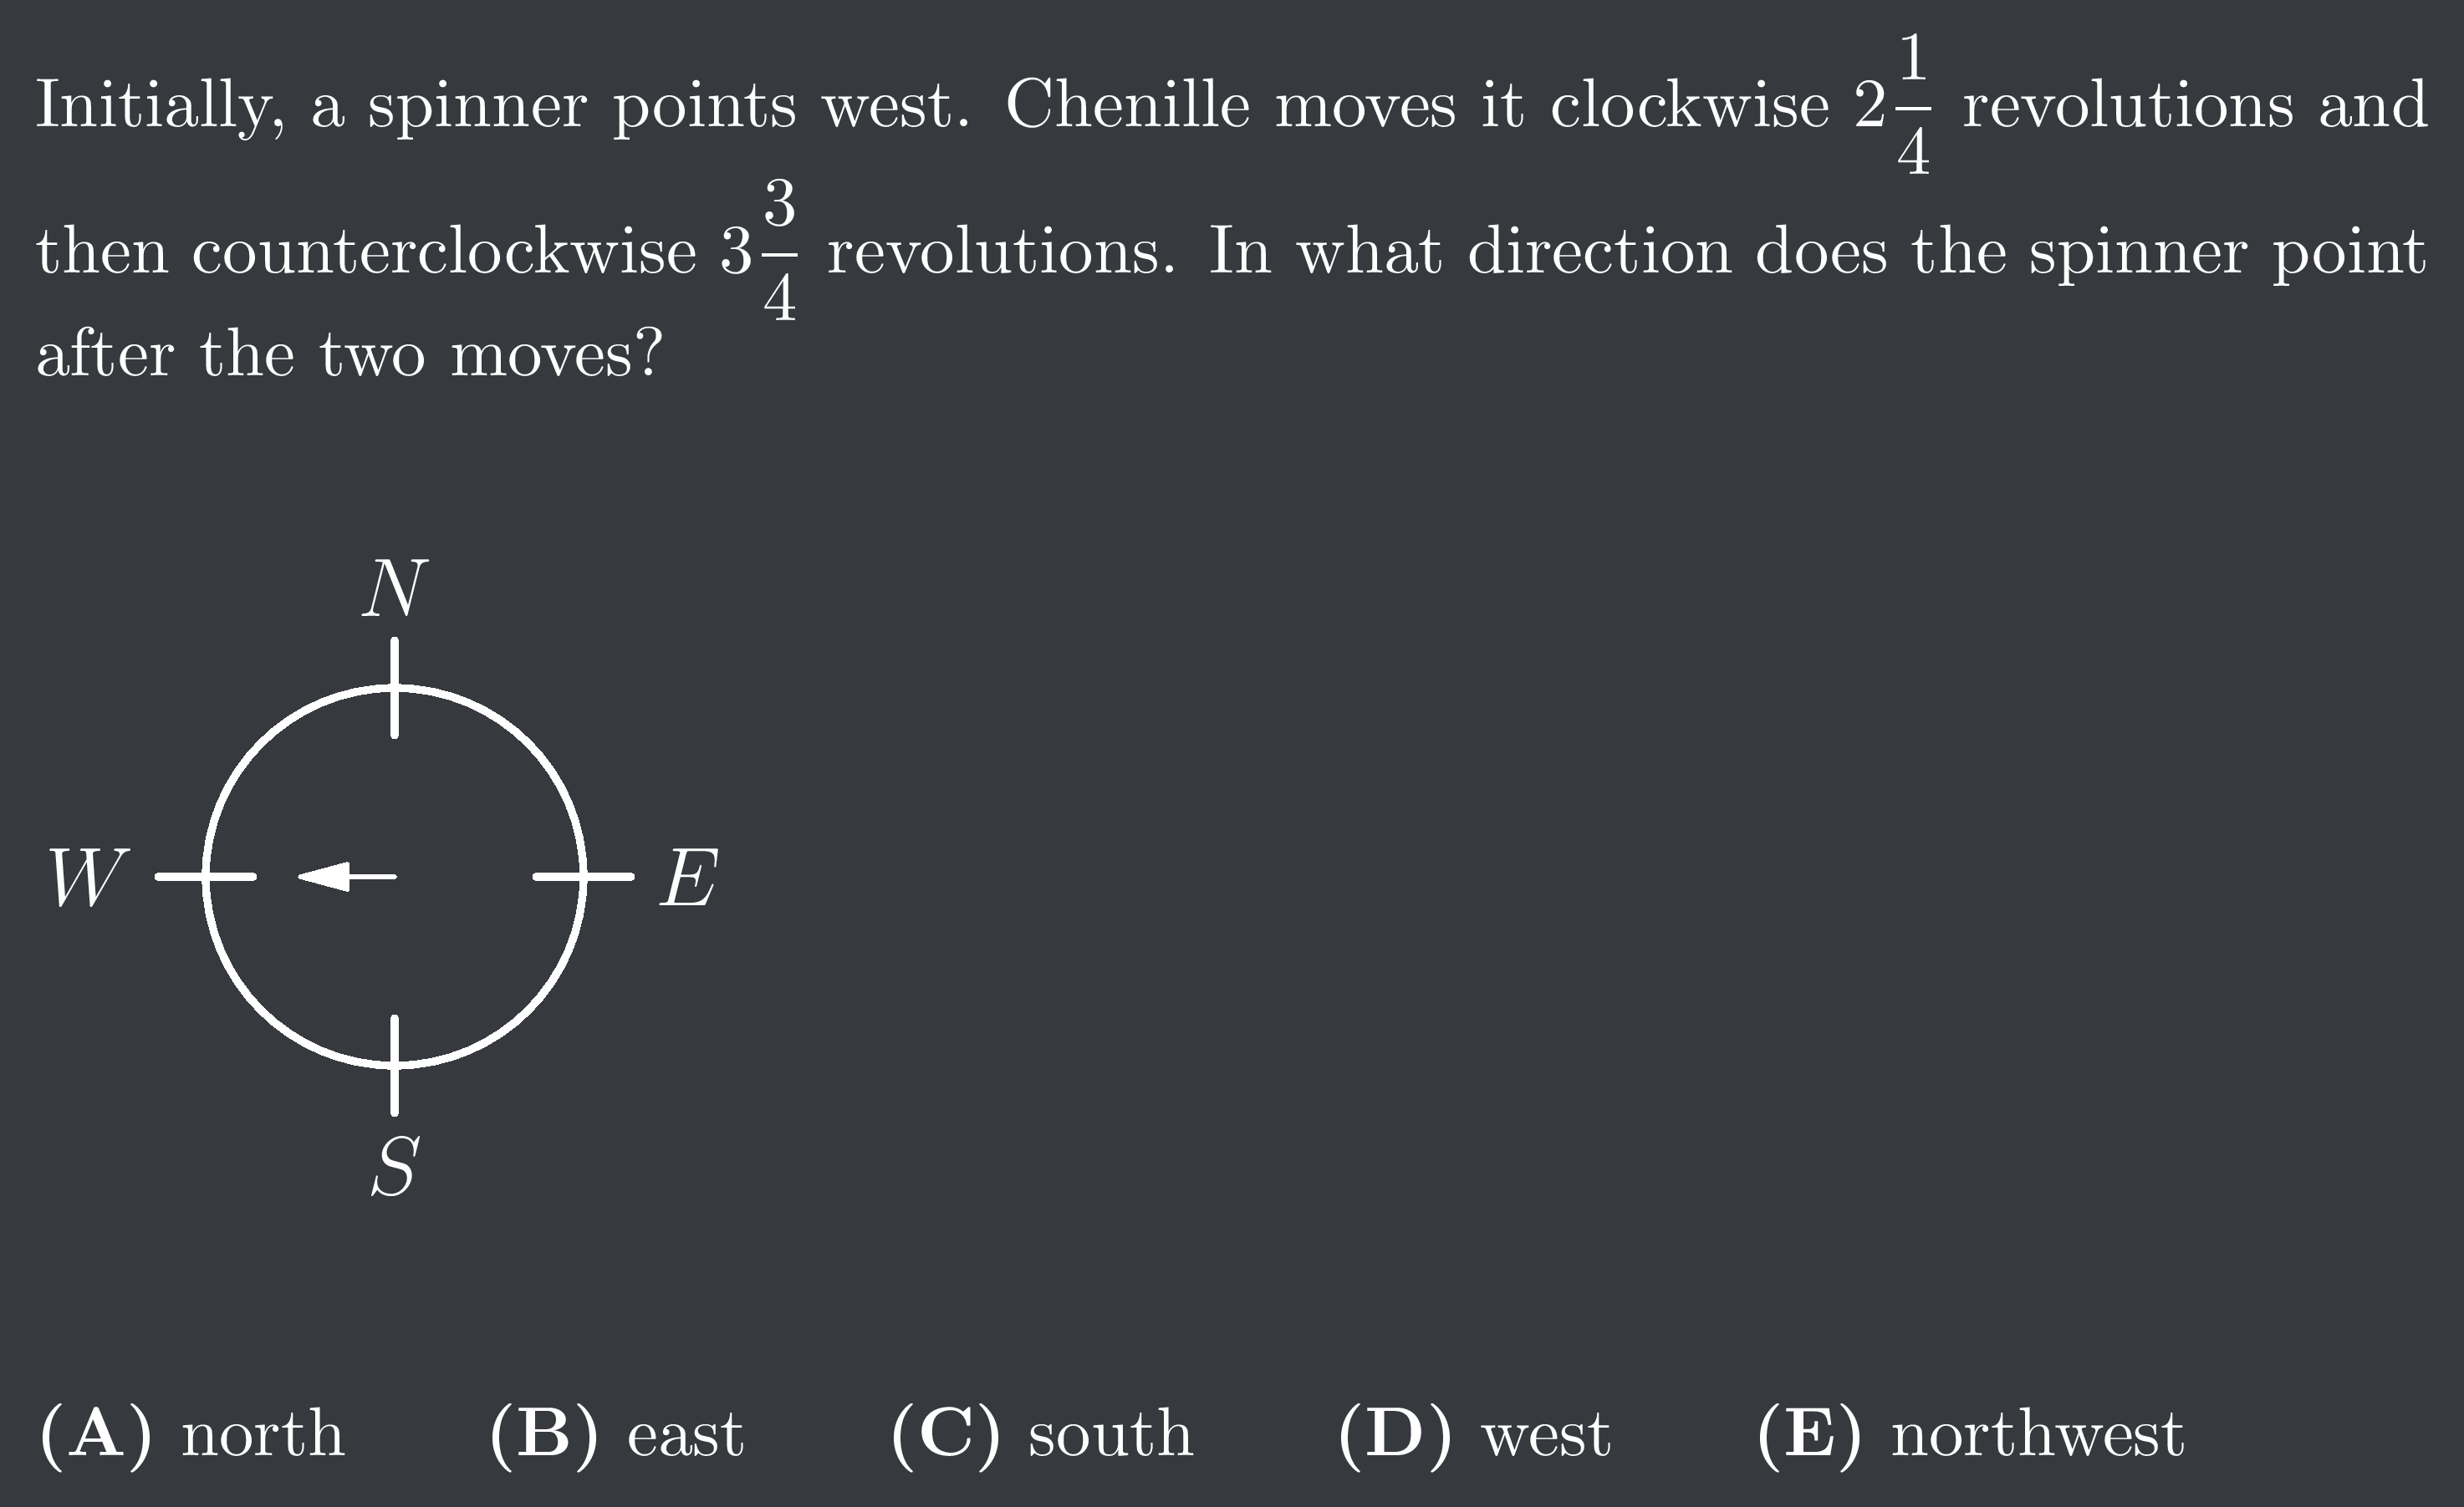 Initially, a spinner points west. Chenille moves it clockwise $2\frac{1}{4}$ revolutions and
then counterclockwise $3\frac{3}{4}$ revolutions. In what direction does the spinner point
after the two moves?
N
W E
S
(A) north (B) east (C) south (D) west (E) northwest